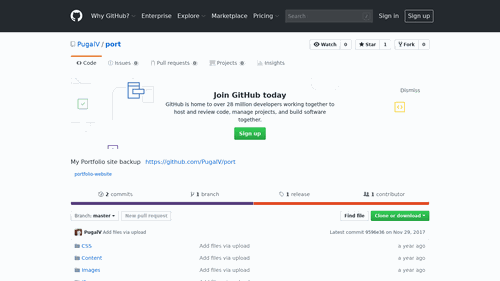 Why GitHub? Enterprise Explore Marketplace Pricing Search / Sign in Sign up
PugalV / port
Watch 0 Star 1 Fork 0
Code Issues 0 Pull requests 0 Projects 0 Insights
Dismiss
Join GitHub today
GitHub is home to over 28 million developers working together to
host and review code, manage projects, and build software
together.
Sign up
My Portfolio site backup https://github.com/PugalV/port
portfolio-website
2 commits 1 branch 1 release 1 contributor
Branch: master New pull request Find file Clone or download
PugalV Add files via upload Latest commit 9598e36 on Nov 29, 2017
CSS Add files via upload a year ago
Content Add files via upload a year ago
Images Add files via upload a year ago